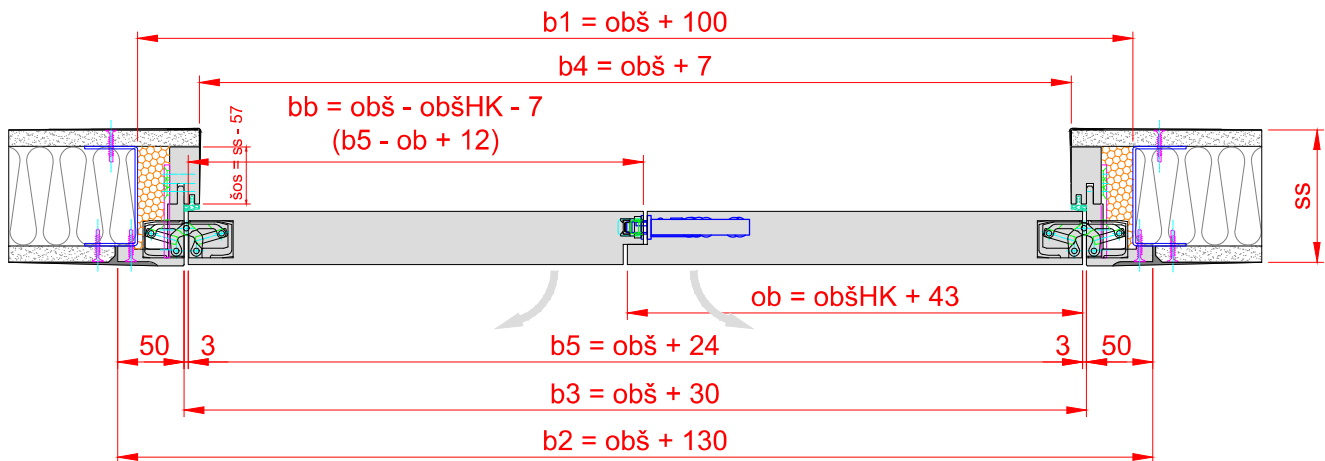 b1 = obš + 100
b4 = obš + 7
bb = obš - obšHK - 7
(b5 - ob + 12)
šos = ss - 57
ss
ob = obšHK + 43
50
3
b5 = obš + 24
3
50
b3 = obš + 30
b2 = obš + 130